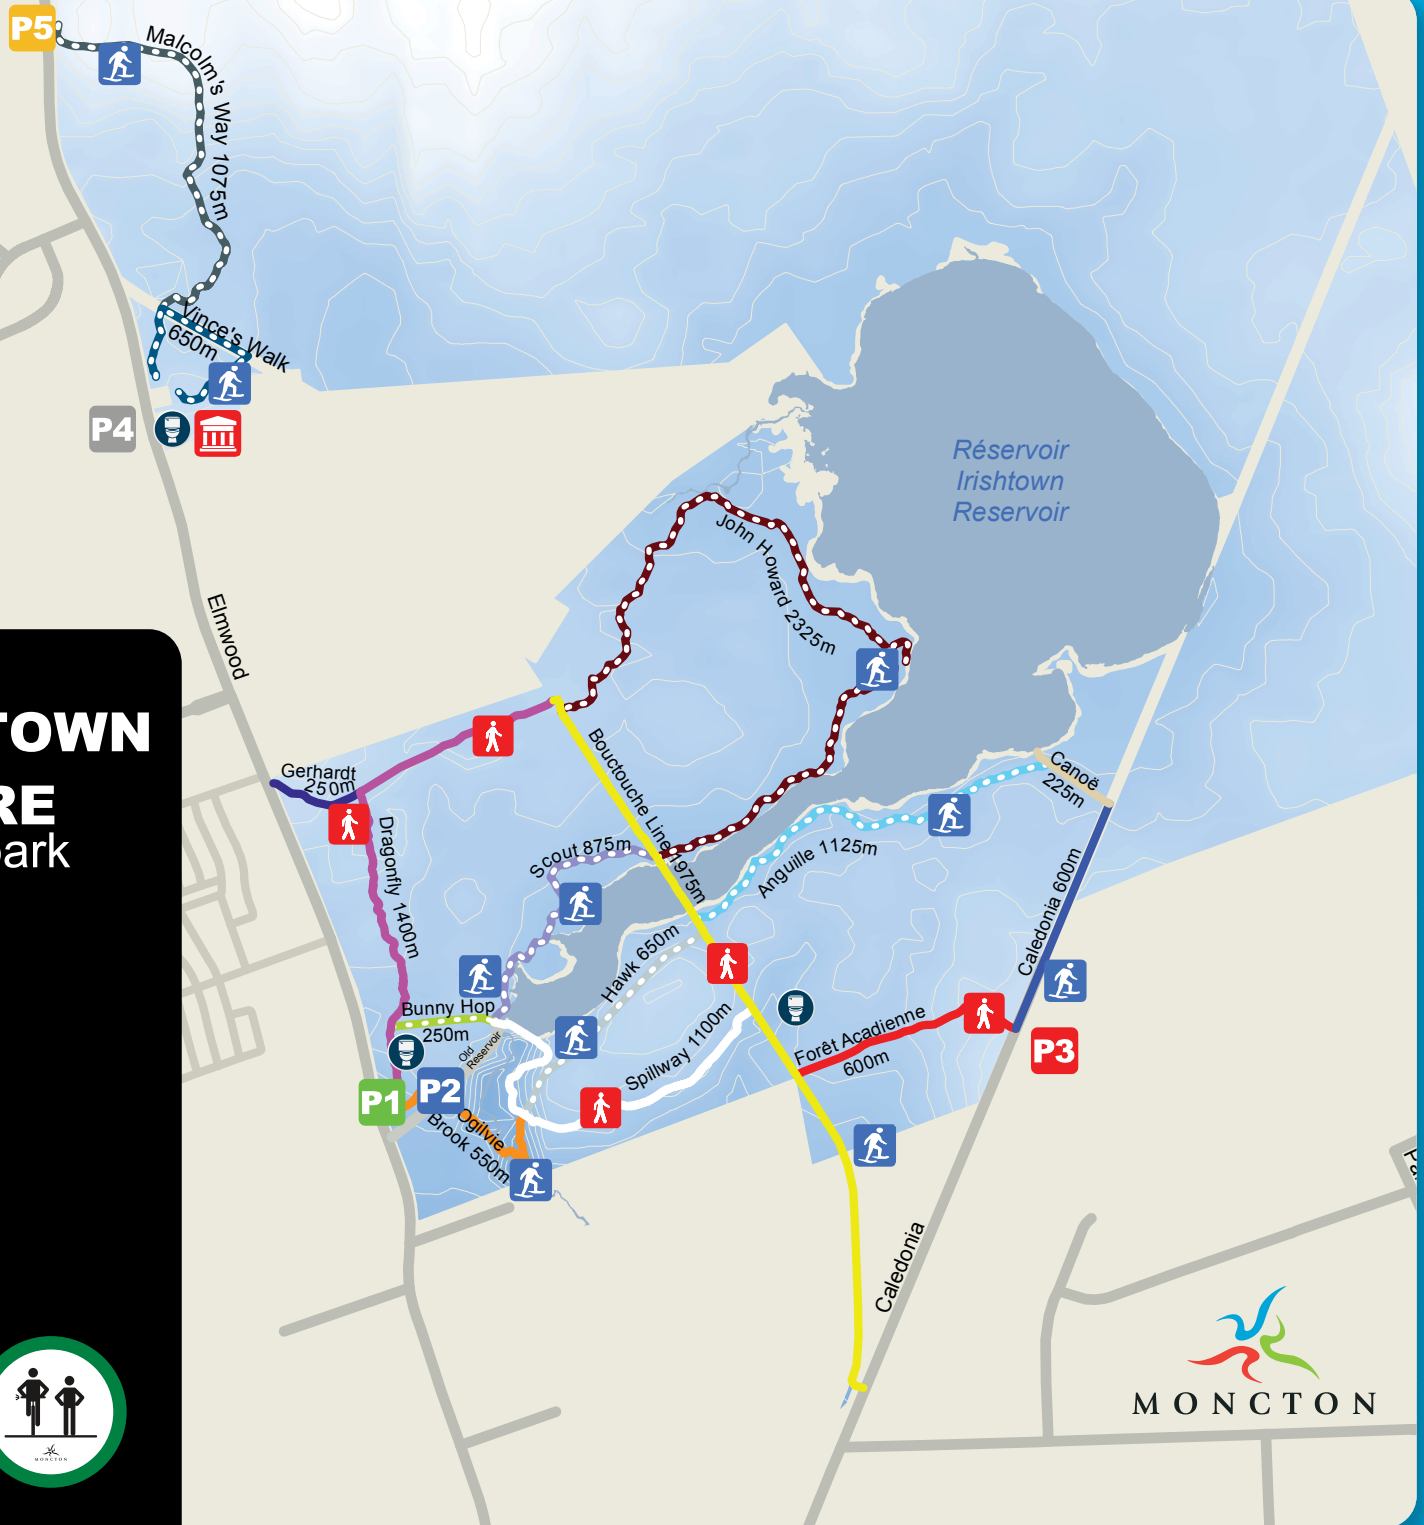 P5
Malcolm's Way 1075m
Vince's Walk
650m
P4
Réservoir
Irishtown
Reservoir
John Howard 2325m
Elmwood
TOWN
RE
park
Gerhardt
250m
Bouctouche Line 1975m
Canoë
225m
Dragonfly 1400m
Scout 875m
Anguille 1125m
Caledonia 600m
Hawk 650m
Bunny Hop
250m
Old
Reservoir
Spillway 1100m
Forêt Acadienne
600m
P3
P2
P1
Ogilvie
Brook 550m
Caledonia
MONCTON
MONCTON